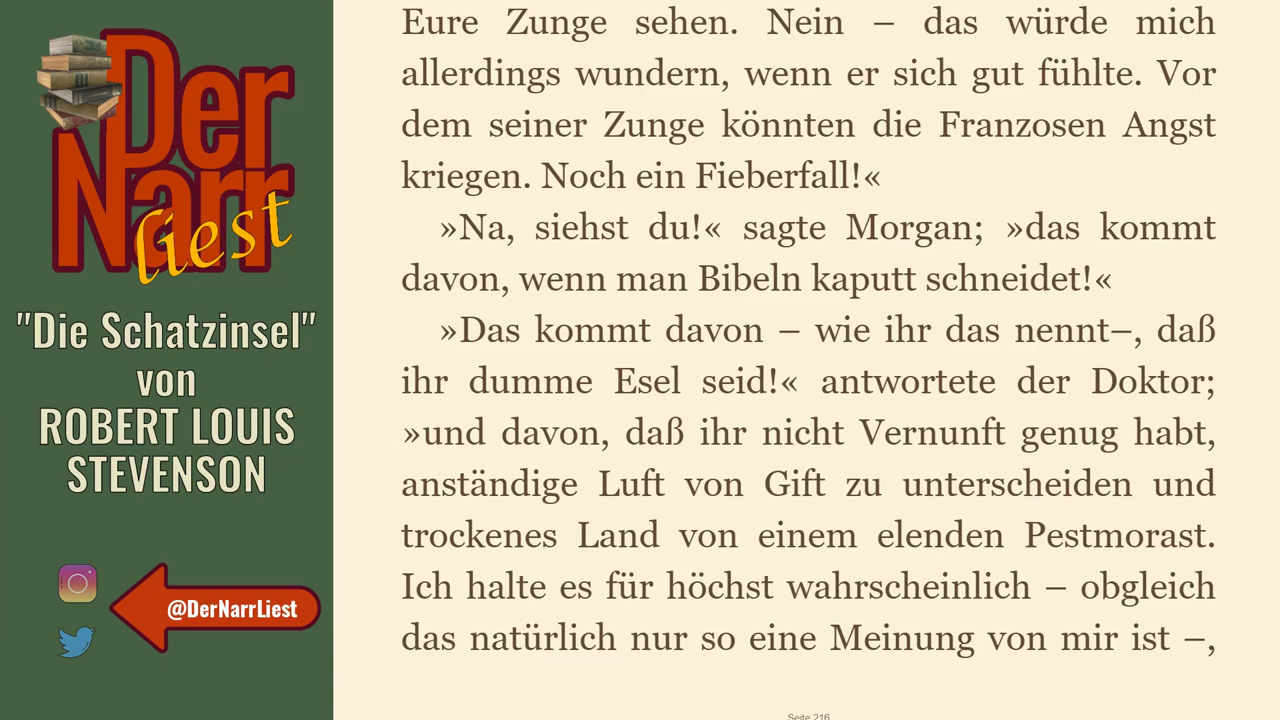 Der
Narr
liest
"Die Schatzinsel"
von
ROBERT LOUIS
STEVENSON
@DerNarrLiest
Eure Zunge sehen. Nein – das würde mich
allerdings wundern, wenn er sich gut fühlte. Vor
dem seiner Zunge könnten die Franzosen Angst
kriegen. Noch ein Fieberfall!«
»Na, siehst du!« sagte Morgan; »das kommt
davon, wenn man Bibeln kaputt schneidet!«
»Das kommt davon – wie ihr das nennt–, daß
ihr dumme Esel seid!« antwortete der Doktor;
»und davon, daß ihr nicht Vernunft genug habt,
anständige Luft von Gift zu unterscheiden und
trockenes Land von einem elenden Pestmorast.
Ich halte es für höchst wahrscheinlich – obgleich
das natürlich nur so eine Meinung von mir ist –,
Seite 216